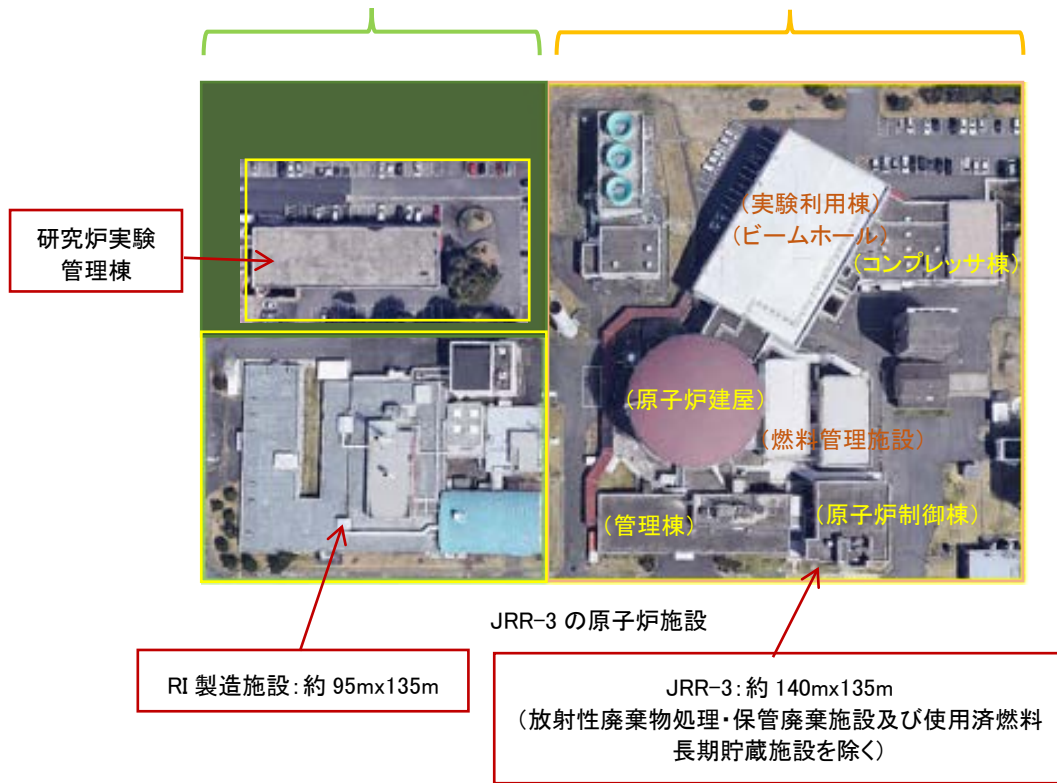 研究炉実験
管理棟
（実験利用棟）
（ビームホール）
（コンプレッサ棟）
（原子炉建屋）
（燃料管理施設）
（管理棟）
（原子炉制御棟）
JRR-3 の原子炉施設
RI 製造施設：約 95mx135m
JRR-3：約 140mx135m
（放射性廃棄物処理・保管廃棄施設及び使用済燃料
長期貯蔵施設を除く）